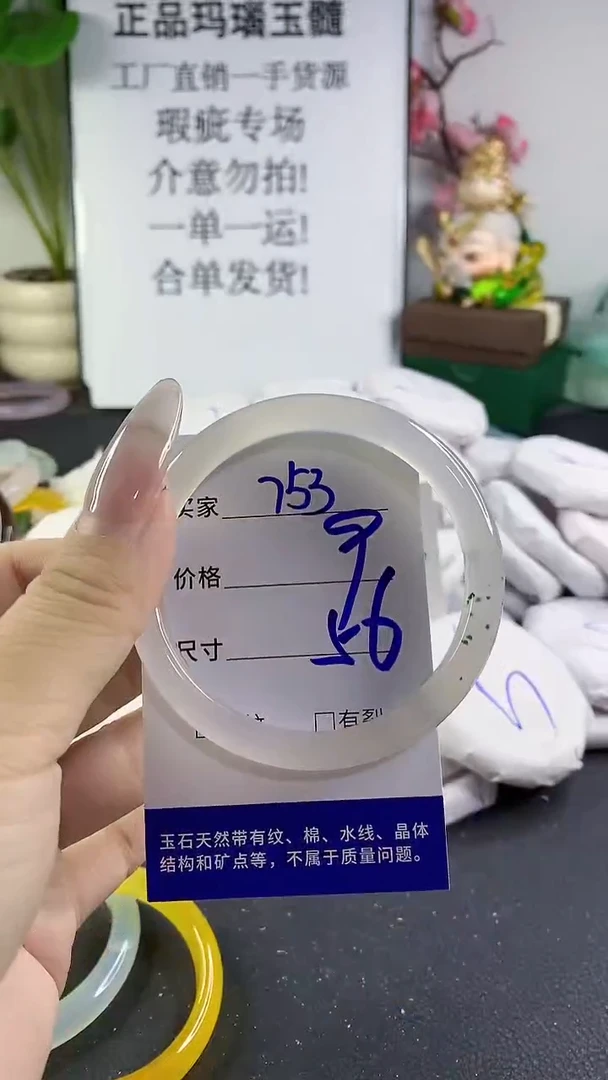 正品玛瑙玉髓
工厂直销一手货源
瑕疵专场
介意勿拍!
一单一运!
合单发货!
买家 753
价格 9
尺寸 56
有列
玉石天然带有纹、棉、水线、晶体
结构和矿点等，不属于质量问题。
5